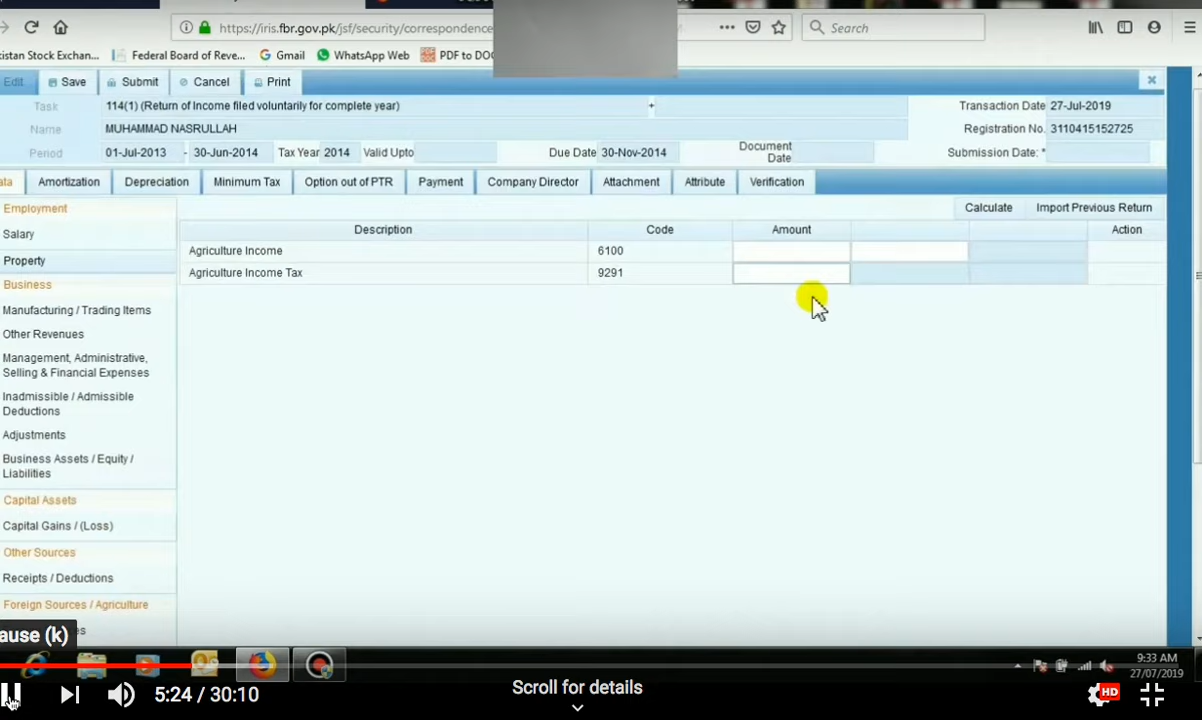 https://iris.fbr.gov.pk/jsf/security/correspondence
Search
kistan Stock Exchan...
Federal Board of Reve...
Gmail
WhatsApp Web
PDF to DO
Edit
Save
Submit
Cancel
Print
Task
114(1) (Return of Income filed voluntarily for complete year)
+
Transaction Date 27-Jul-2019
Name
MUHAMMAD NASRULLAH
Registration No. 3110415152725
Period
01-Jul-2013 - 30-Jun-2014
Tax Year 2014
Valid Upto
Due Date 30-Nov-2014
Document Date
Submission Date: *
ata
Amortization
Depreciation
Minimum Tax
Option out of PTR
Payment
Company Director
Attachment
Attribute
Verification
Employment
Salary
Property
Business
Manufacturing / Trading Items
Other Revenues
Management, Administrative,
Selling & Financial Expenses
Inadmissible / Admissible
Deductions
Adjustments
Business Assets / Equity /
Liabilities
Capital Assets
Capital Gains / (Loss)
Other Sources
Receipts / Deductions
Foreign Sources / Agriculture
Calculate
Import Previous Return
Description
Code
Amount
Action
Agriculture Income
6100
Agriculture Income Tax
9291
ause (k)
9:33 AM
27/07/2019
5:24 / 30:10
Scroll for details
HD